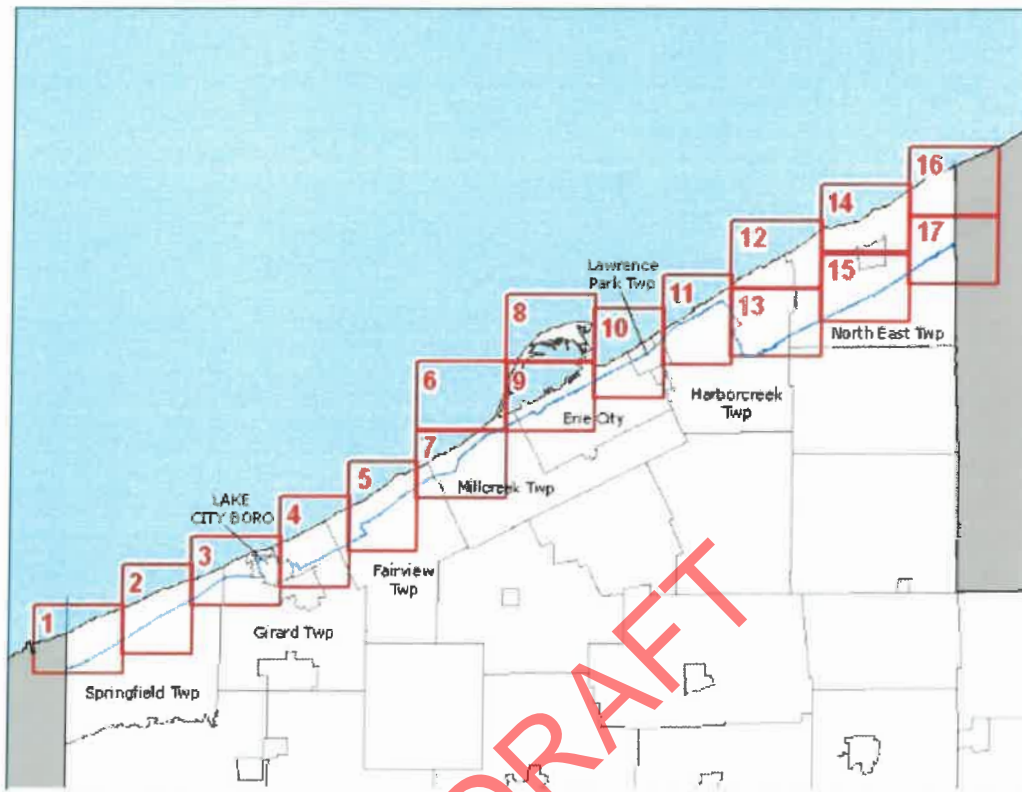 16
14
17
12
Lawrence
Park Twp
11
15
8
10
13
North East Twp
6
9
Harborcreek
Twp
Erie City
5
7
Millcreek Twp
LAKE
CITY BORO
4
3
2
Fairview
Twp
1
Girard Twp
Springfield Twp
DRAFT